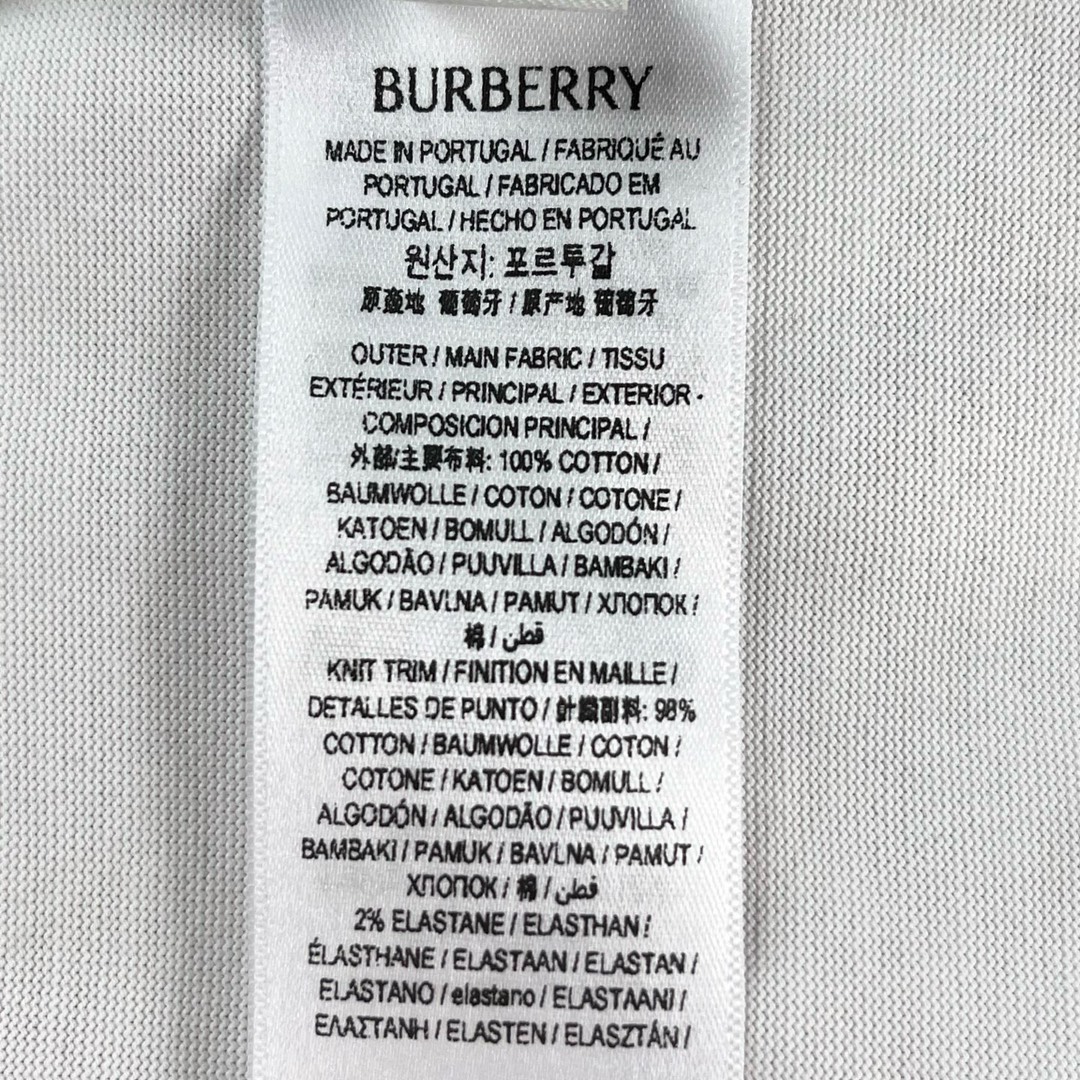 BURBERRY
MADE IN PORTUGAL / FABRIQUÉ AU
PORTUGAL / FABRICADO EM
PORTUGAL / HECHO EN PORTUGAL
원산지: 포르투갈
原產地 葡萄牙 / 原产地 葡萄牙
OUTER / MAIN FABRIC / TISSU
EXTÉRIEUR / PRINCIPAL / EXTERIOR -
COMPOSICION PRINCIPAL /
外部/主要布料: 100% COTTON /
BAUMWOLLE / COTON / COTONE /
KATOEN / BOMULL / ALGODÓN /
ALGODÃO / PUUVILLA / BAMBAKI /
PAMUK / BAVLNA / PAMUT / ХЛОПОК /
棉 / قطن
KNIT TRIM / FINITION EN MAILLE /
DETALLES DE PUNTO / 針織副料: 98%
COTTON / BAUMWOLLE / COTON /
COTONE / KATOEN / BOMULL /
ALGODÓN / ALGODÃO / PUUVILLA /
BAMBAKI / PAMUK / BAVLNA / PAMUT /
ХЛОПОК / 棉 / قطن
2% ELASTANE / ELASTHAN /
ÉLASTHANE / ELASTAAN / ELASTAN /
ELASTANO / elastano / ELASTAANI /
ΕΛΑΣΤΑΝΗ / ELASTEN / ELASZTÁN /